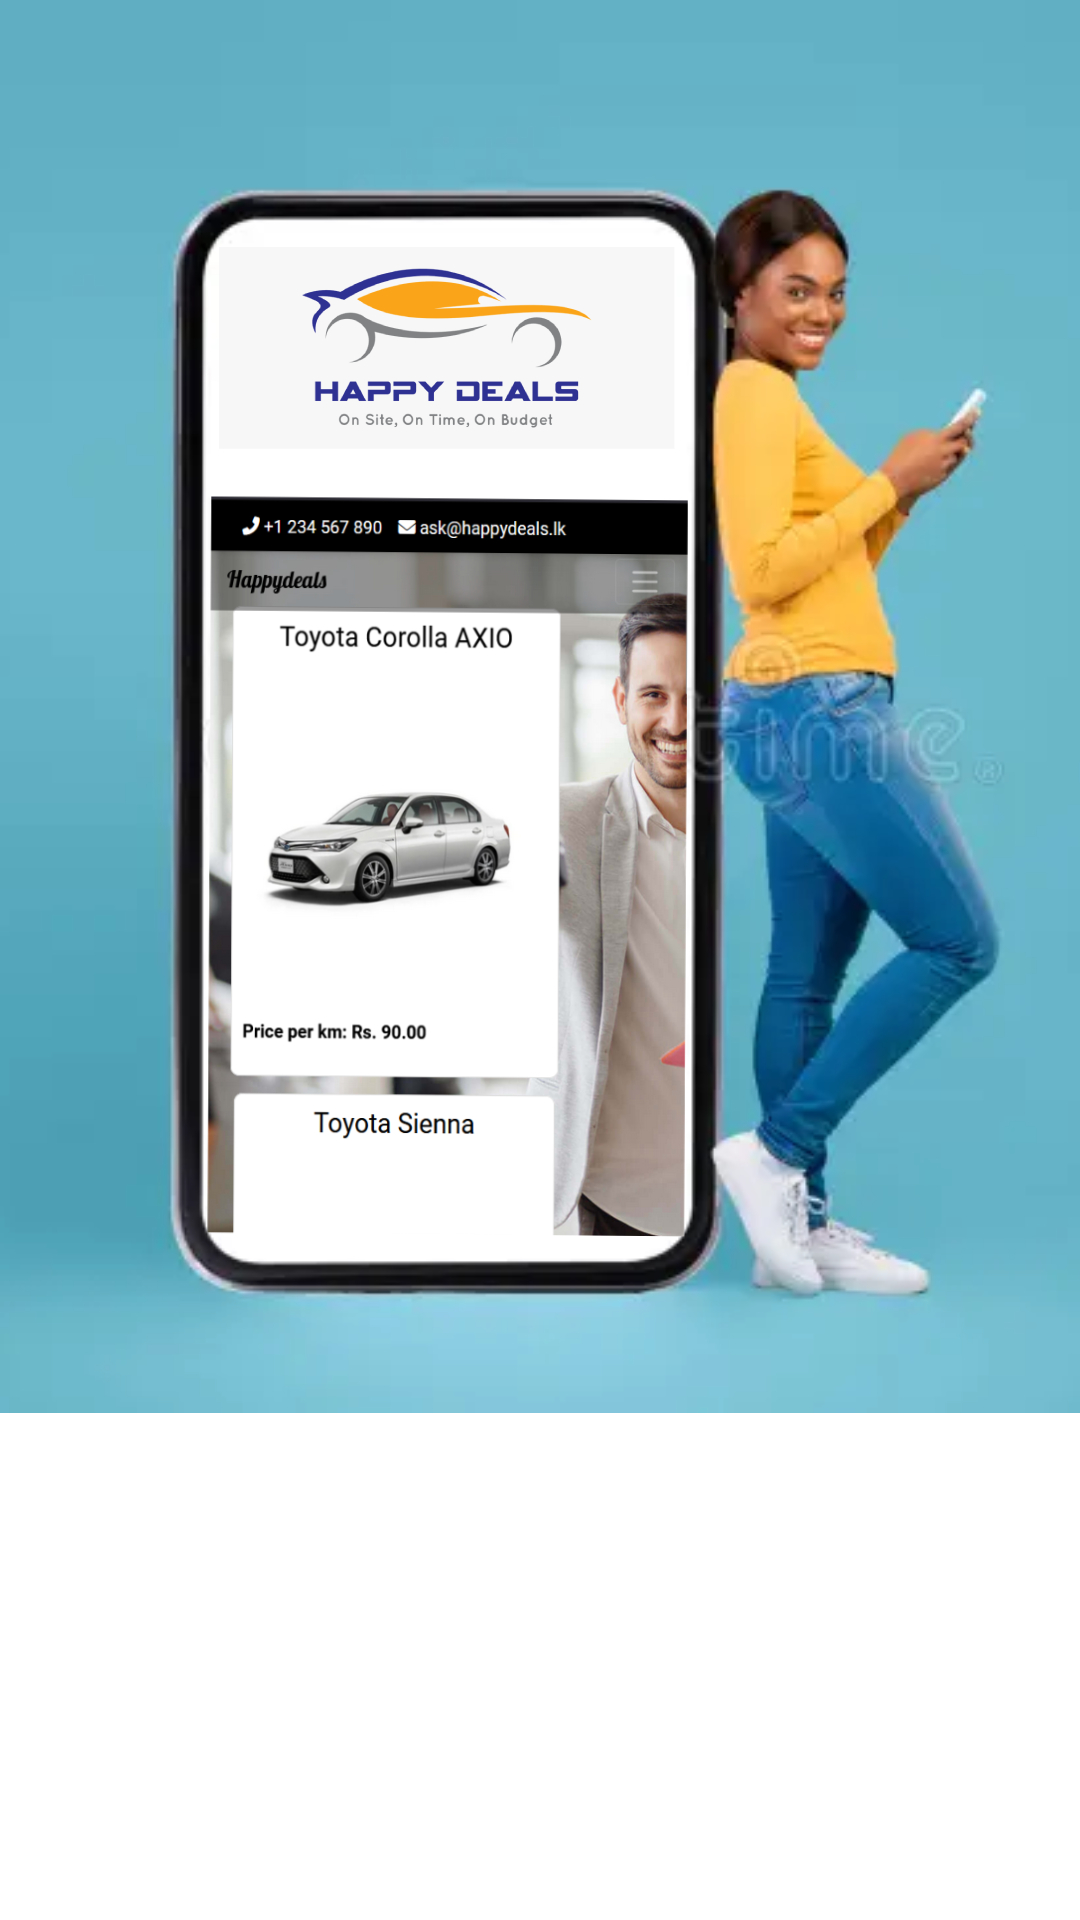 HAPPY DEALS
On Site, On Time, On Budget
+1 234 567 890 ask@happydeals.lk
Happydeals
Toyota Corolla AXIO
time®
Price per km: Rs. 90.00
Toyota Sienna